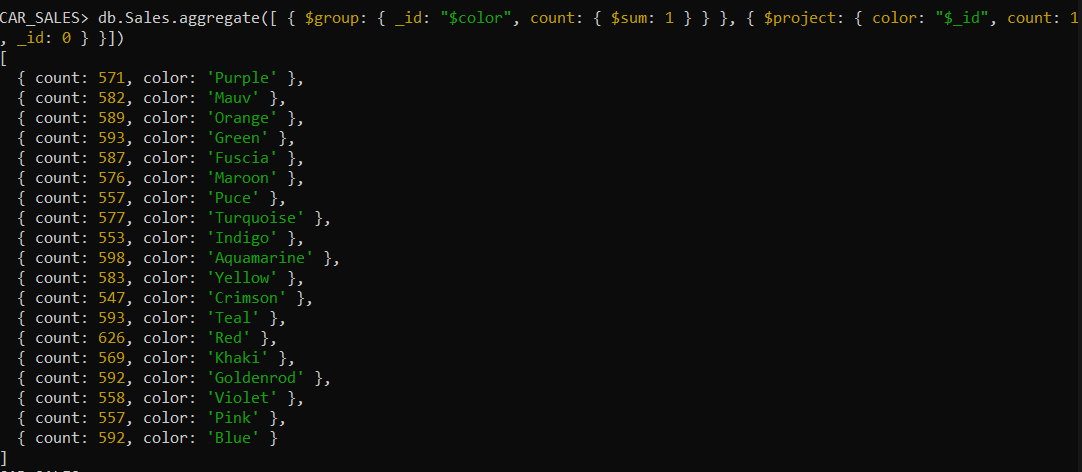 CAR_SALES> db.Sales.aggregate([ { $group: { _id: "$color", count: { $sum: 1 } } }, { $project: { color: "$_id", count: 1
, _id: 0 } }])
[
  { count: 571, color: 'Purple' },
  { count: 582, color: 'Mauv' },
  { count: 589, color: 'Orange' },
  { count: 593, color: 'Green' },
  { count: 587, color: 'Fuscia' },
  { count: 576, color: 'Maroon' },
  { count: 557, color: 'Puce' },
  { count: 577, color: 'Turquoise' },
  { count: 553, color: 'Indigo' },
  { count: 598, color: 'Aquamarine' },
  { count: 583, color: 'Yellow' },
  { count: 547, color: 'Crimson' },
  { count: 593, color: 'Teal' },
  { count: 626, color: 'Red' },
  { count: 569, color: 'Khaki' },
  { count: 592, color: 'Goldenrod' },
  { count: 558, color: 'Violet' },
  { count: 557, color: 'Pink' },
  { count: 592, color: 'Blue' }
]